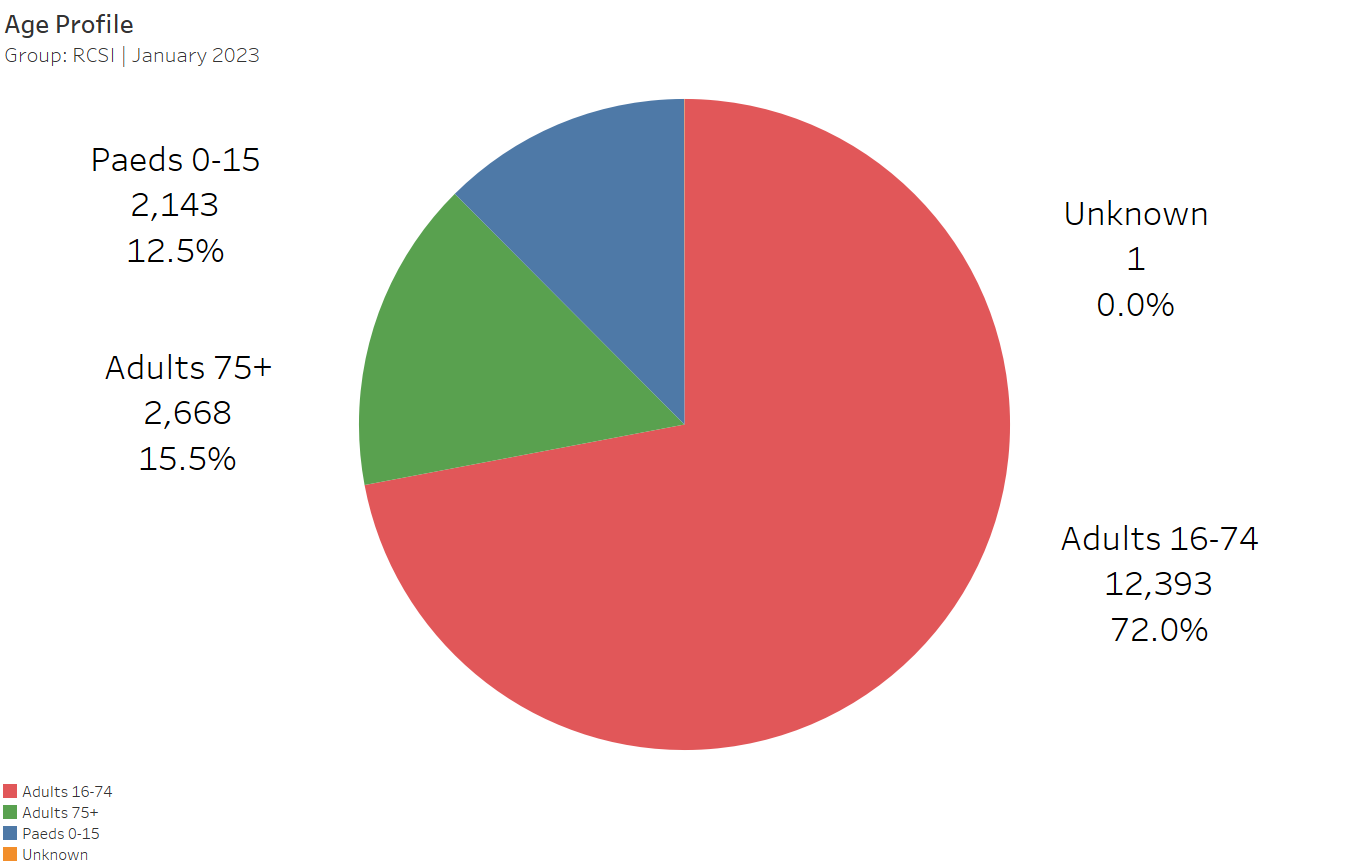 Age Profile
Group: RCSI | January 2023
Paeds 0-15
2,143
12.5%
Unknown
1
0.0%
Adults 75+
2,668
15.5%
Adults 16-74
12,393
72.0%
Adults 16-74
Adults 75+
Paeds 0-15
Unknown